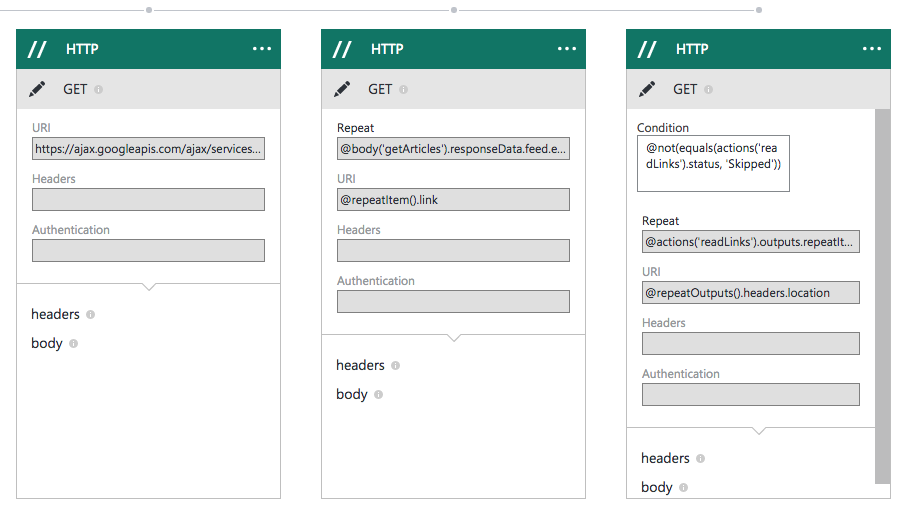 HTTP
GET
URI
https://ajax.googleapis.com/ajax/services...
Headers
Authentication
headers
body
HTTP
GET
Repeat
@body('getArticles').responseData.feed.e...
URI
@repeatItem().link
Headers
Authentication
headers
body
HTTP
GET
Condition
@not(equals(actions('rea
dLinks').status, 'Skipped'))
Repeat
@actions('readLinks').outputs.repeatIt...
URI
@repeatOutputs().headers.location
Headers
Authentication
headers
body